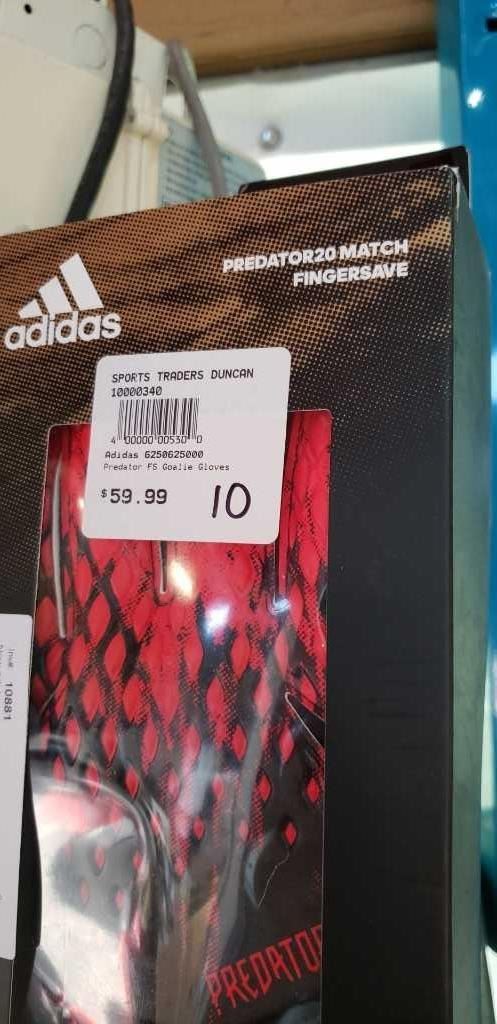 PREDATOR20 MATCH
FINGERSAVE
adidas
SPORTS TRADERS DUNCAN
10000340
4 00000 00530 0
Adidas 6250625000
Predator FS Goalie Gloves
$59.99 10
10881
PREDATO